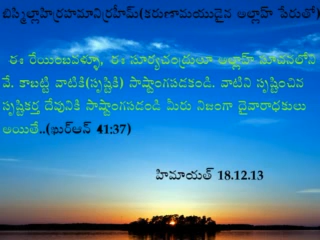 బిస్మిల్లాహిర్రహమానిర్రహీమ్(కరుణామయుడైన అల్లాహ్ పేరుతో)
ఈ రేయింబవళ్ళూ, ఈ సూర్యచంద్రులూ అల్లాహ్ సూచనలోని
వే. కాబట్టి వాటికి(సృష్టికి) సాష్టాంగపడకండి. వాటిని సృష్టించిన
సృష్టికర్త దేవునికి సాష్టాంగపడండి మీరు నిజంగా దైవారాధకులు
అయితే..(ఖుర్ఆన్ 41:37)
హిమాయత్ 18.12.13